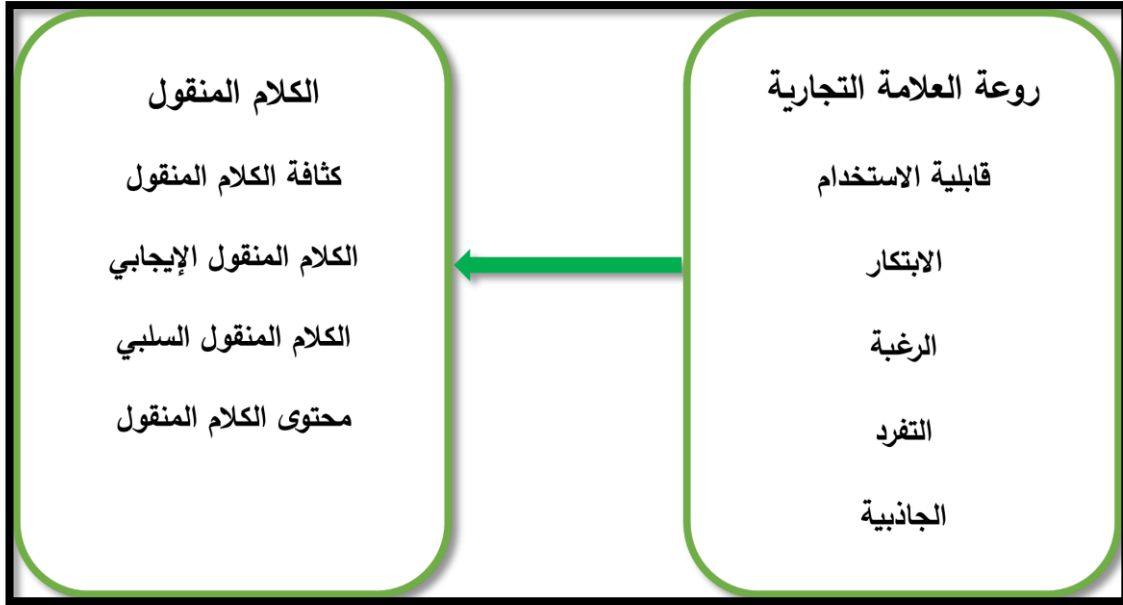 روعة العلامة التجارية
قابلية الاستخدام
الابتكار
الرغبة
التفرد
الجاذبية
الكلام المنقول
كثافة الكلام المنقول
الكلام المنقول الإيجابي
الكلام المنقول السلبي
محتوى الكلام المنقول